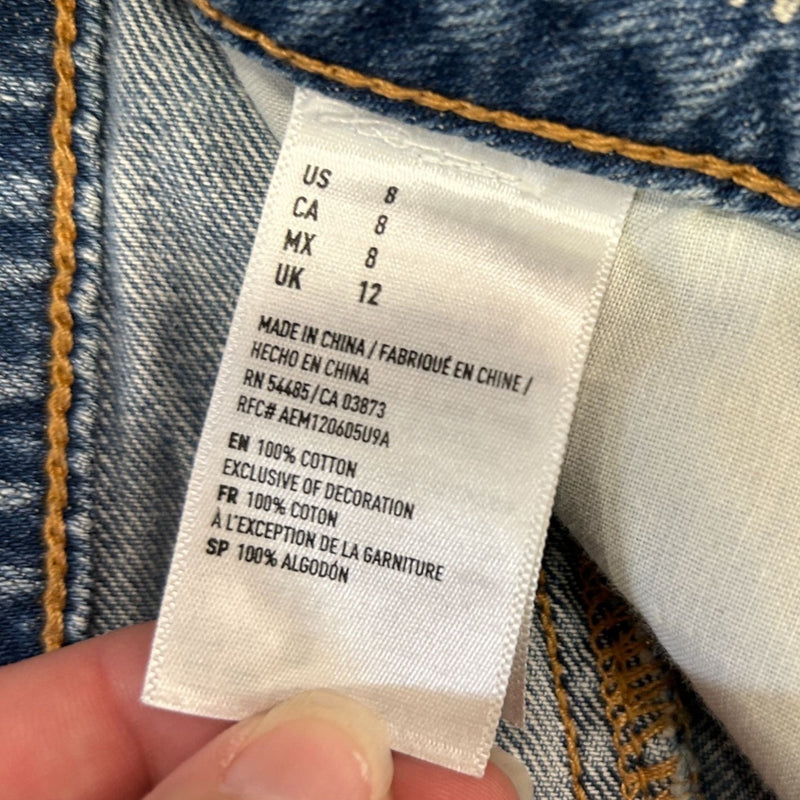 US 8
CA 8
MX 8
UK 12
MADE IN CHINA / FABRIQUÉ EN CHINE /
HECHO EN CHINA
RN 54485/CA 03873
RFC# AEM120605U9A
EN 100% COTTON
EXCLUSIVE OF DECORATION
FR 100% COTON
À L'EXCEPTION DE LA GARNITURE
SP 100% ALGODÓN